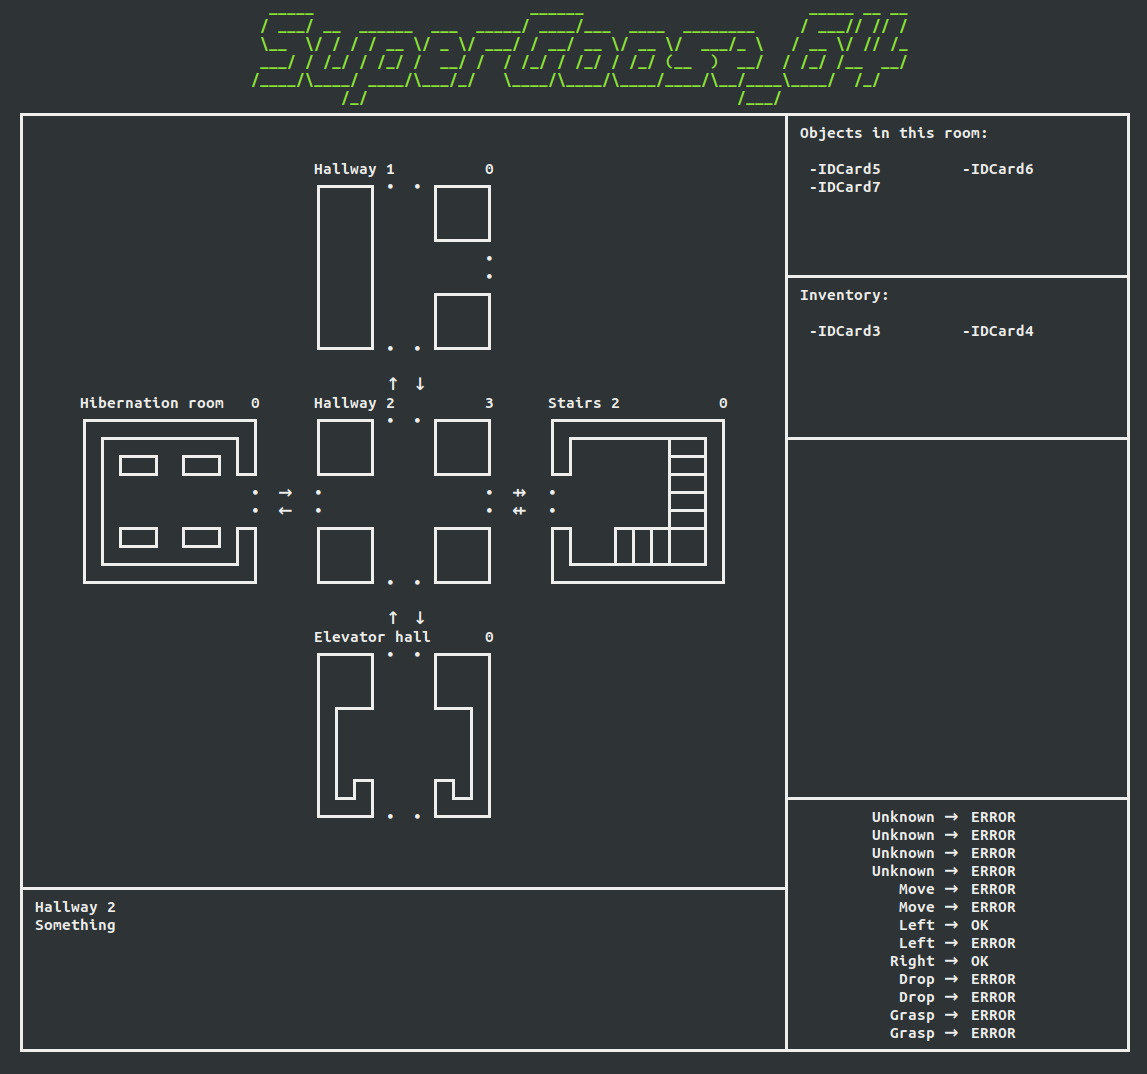 SuperGoose_64
Objects in this room:
-IDCard5 -IDCard6
-IDCard7
Inventory:
-IDCard3 -IDCard4
Hallway 1 0
↑ ↓
Hibernation room 0 Hallway 2 3 Stairs 2 0
→ ⇸
← ⇷
↑ ↓
Elevator hall 0
Hallway 2
Something
Unknown → ERROR
Unknown → ERROR
Unknown → ERROR
Unknown → ERROR
Move → ERROR
Move → ERROR
Left → OK
Left → ERROR
Right → OK
Drop → ERROR
Drop → ERROR
Grasp → ERROR
Grasp → ERROR